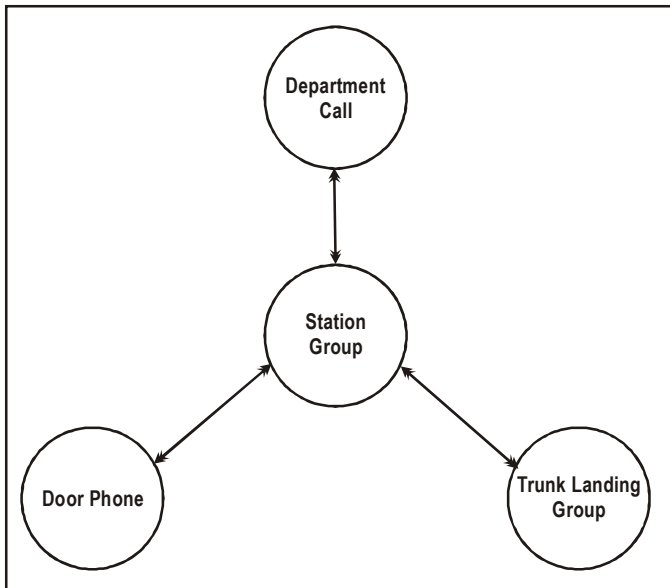 Department
Call
Station
Group
Door Phone
Trunk Landing
Group